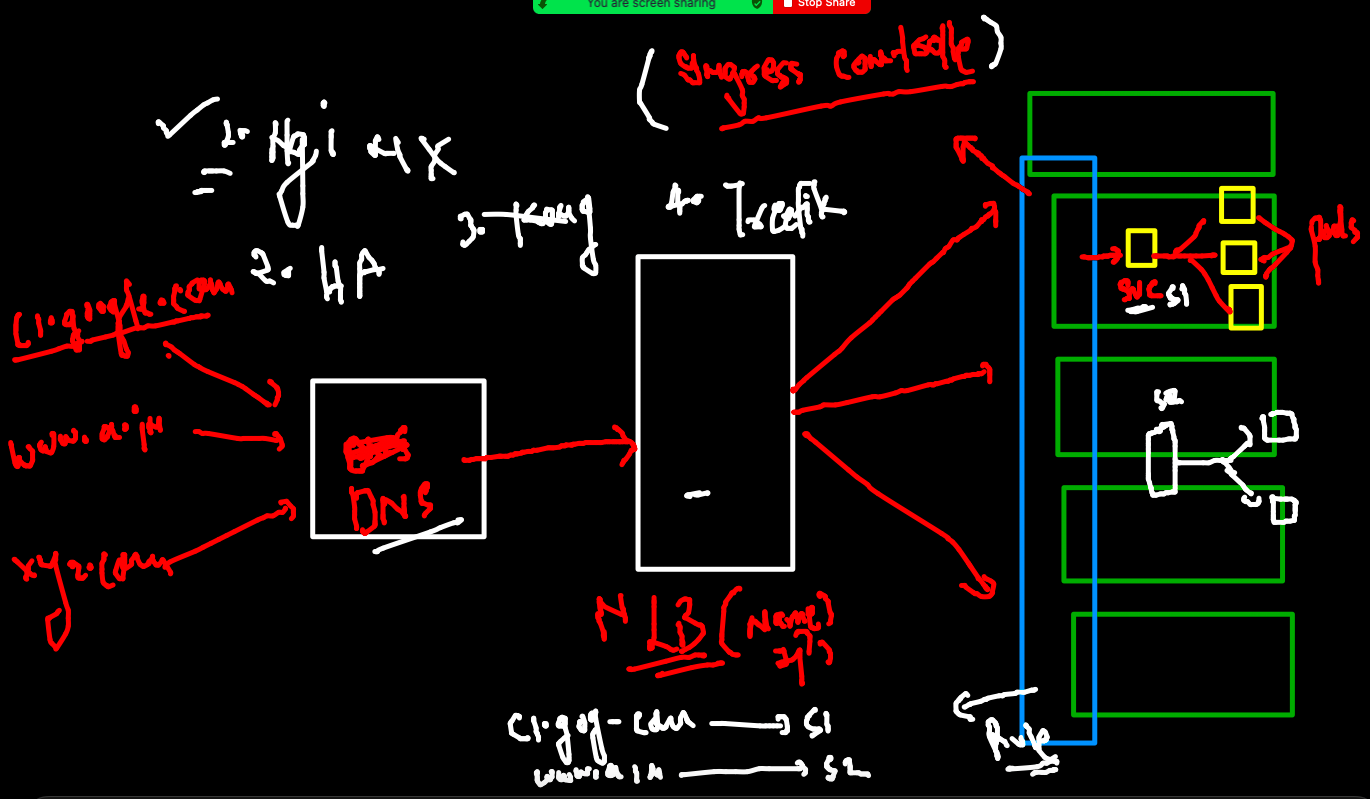 You are screen sharing
Stop Share
(Ingress Controlle)
1. Nginx
2. HA
3. Kong
4. Traefik
c1.google.com
www.a.in
xyz.com
DNS
NLB (Name)
svc s1
pods
s2
c1.gog-com → s1
www.a.in → s2
Rule